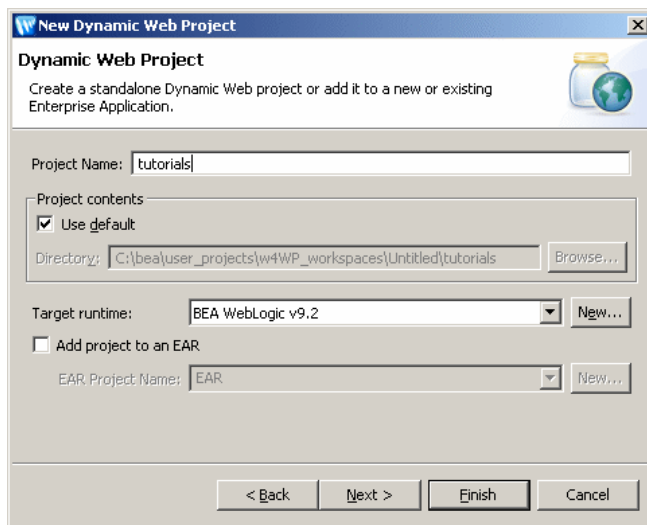 New Dynamic Web Project
Dynamic Web Project
Create a standalone Dynamic Web project or add it to a new or existing
Enterprise Application.
Project Name: tutorials
Project contents
Use default
Directory: C:\bea\user_projects\w4WP_workspaces\Untitled\tutorials Browse...
Target runtime: BEA WebLogic v9.2 New...
Add project to an EAR
EAR Project Name: EAR New...
< Back Next > Finish Cancel